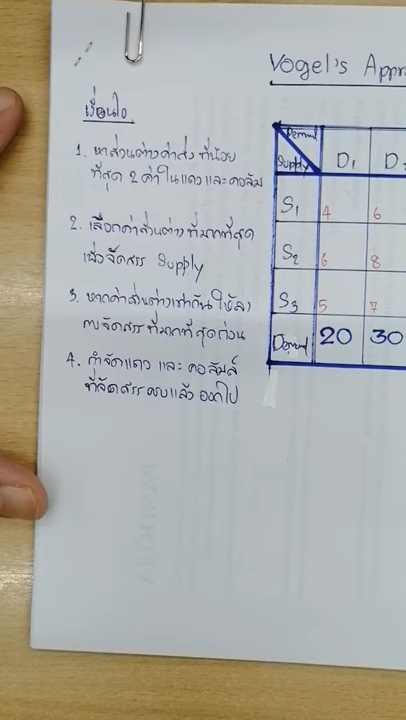 Vogel's Appr
เงื่อนไข
1. หาส่วนต่างค่าส่ง ที่น้อย
ที่สุด 2 ค่า ในแถว และ คอลัม
2. เลือกค่าส่วนต่าง ที่มากที่สุด
เพื่อจัดสรร Supply
3. หากค่าส่วนต่างเท่ากัน ให้
จัดสรร ที่มากที่สุดก่อน
4. กำจัดแถว และ คอลัมส์
ที่จัดสรรครบแล้ว ออกไป
Demand
Supply D1 D
S1 4 6
S2 6 8
S3 5 7
Demand 20 30